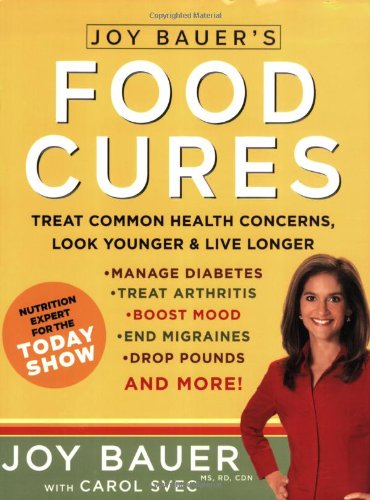 JOY BAUER'S
FOOD
CURES
TREAT COMMON HEALTH CONCERNS,
LOOK YOUNGER & LIVE LONGER
•MANAGE DIABETES
•TREAT ARTHRITIS
•BOOST MOOD
•END MIGRAINES
•DROP POUNDS
AND MORE!
NUTRITION
EXPERT
FOR THE
TODAY
SHOW
JOY BAUER
MS, RD, CDN
WITH CAROL SVEC